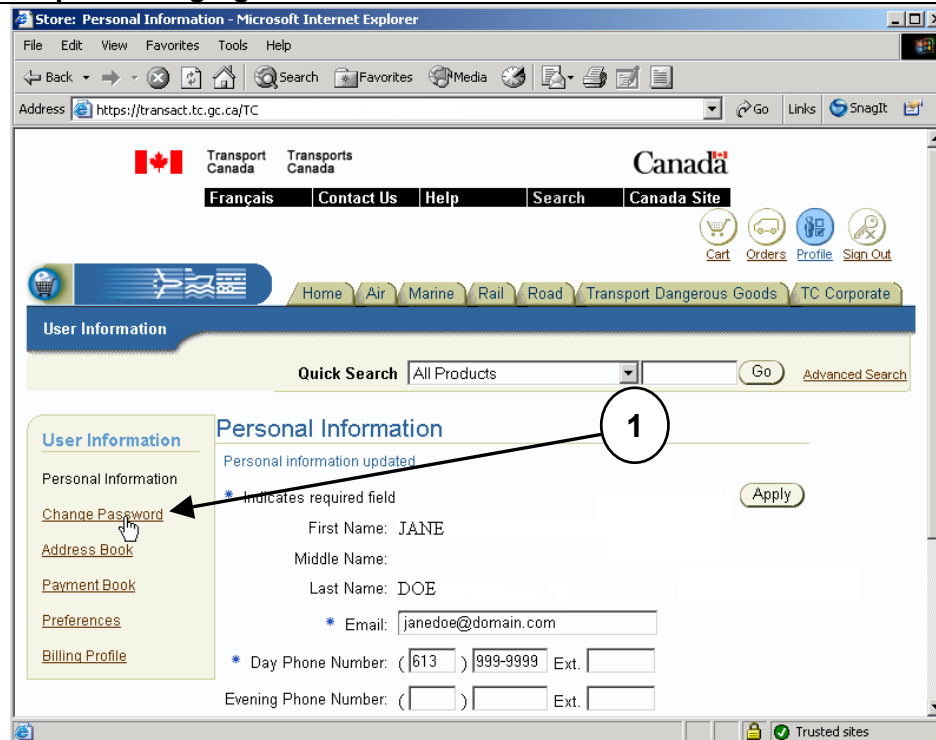 Store: Personal Information - Microsoft Internet Explorer
File Edit View Favorites Tools Help
Back Search Favorites Media
Address https://transact.tc.gc.ca/TC Go Links SnagIt
Transport Canada Transports Canada Canada
Français Contact Us Help Search Canada Site
Cart Orders Profile Sign Out
Home Air Marine Rail Road Transport Dangerous Goods TC Corporate
User Information
Quick Search All Products Go Advanced Search
1
User Information
Personal Information
Change Password
Address Book
Payment Book
Preferences
Billing Profile
Personal Information
Personal information updated
* Indicates required field Apply
First Name: JANE
Middle Name:
Last Name: DOE
* Email: janedoe@domain.com
* Day Phone Number: ( 613 ) 999-9999 Ext.
Evening Phone Number: ( ) Ext.
Trusted sites